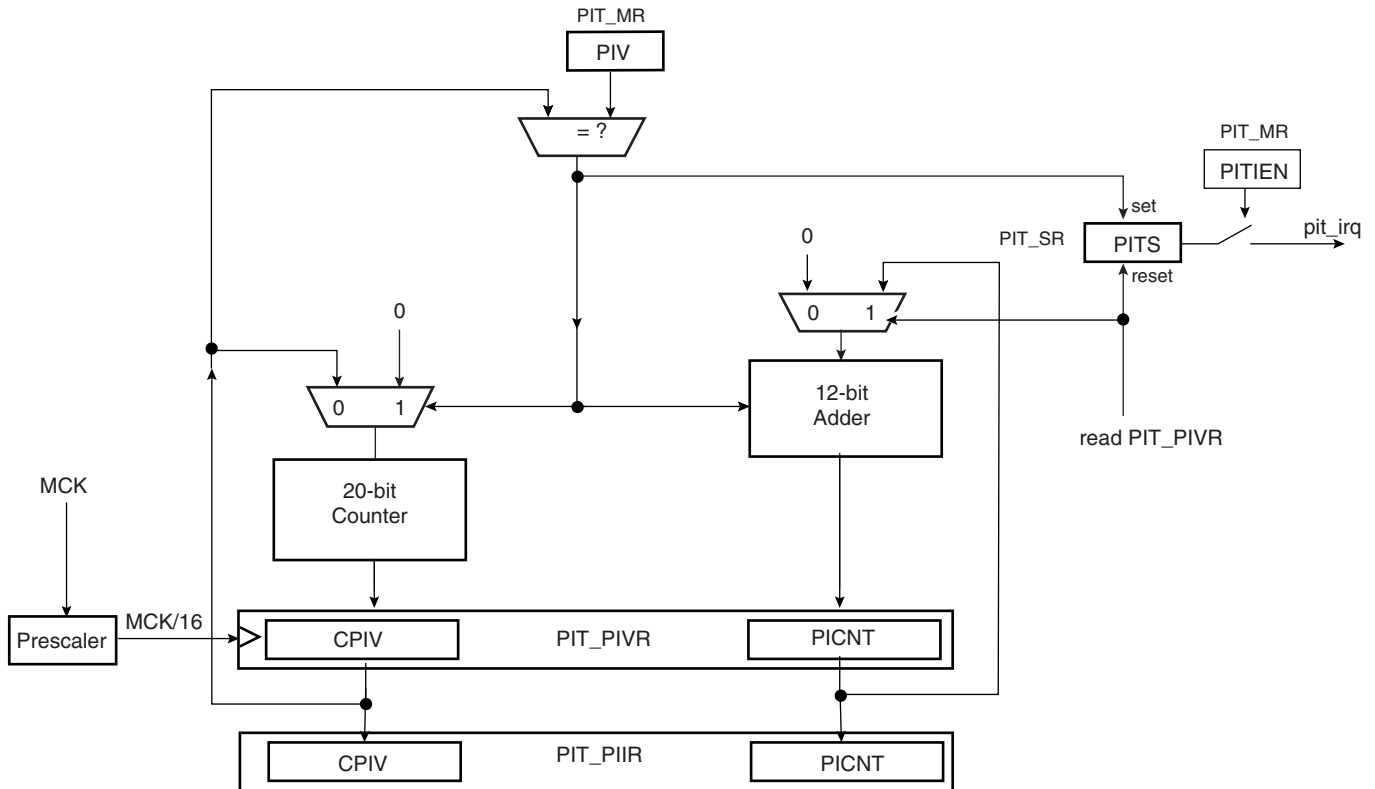 PIT_MR
PIV
= ?
PIT_MR
PITIEN
set
0
PIT_SR
PITS
pit_irq
reset
0
0 1
12-bit
Adder
0 1
read PIT_PIVR
MCK
20-bit
Counter
MCK/16
Prescaler
CPIV
PIT_PIVR
PICNT
CPIV
PIT_PIIR
PICNT